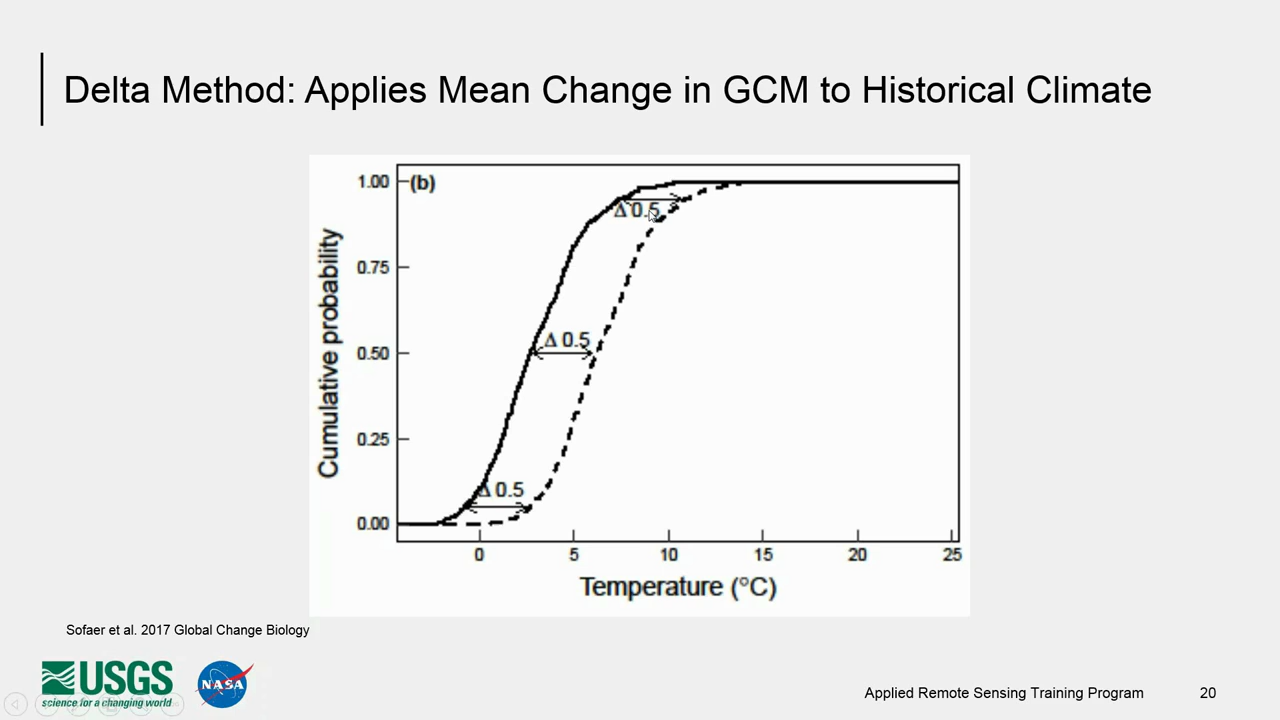 Delta Method: Applies Mean Change in GCM to Historical Climate
(b)
1.00
0.75
0.50
0.25
0.00
Cumulative probability
Δ 0.5
Δ 0.5
Δ 0.5
0 5 10 15 20 25
Temperature (°C)
Sofaer et al. 2017 Global Change Biology
USGS
science for a changing world
NASA
Applied Remote Sensing Training Program 20